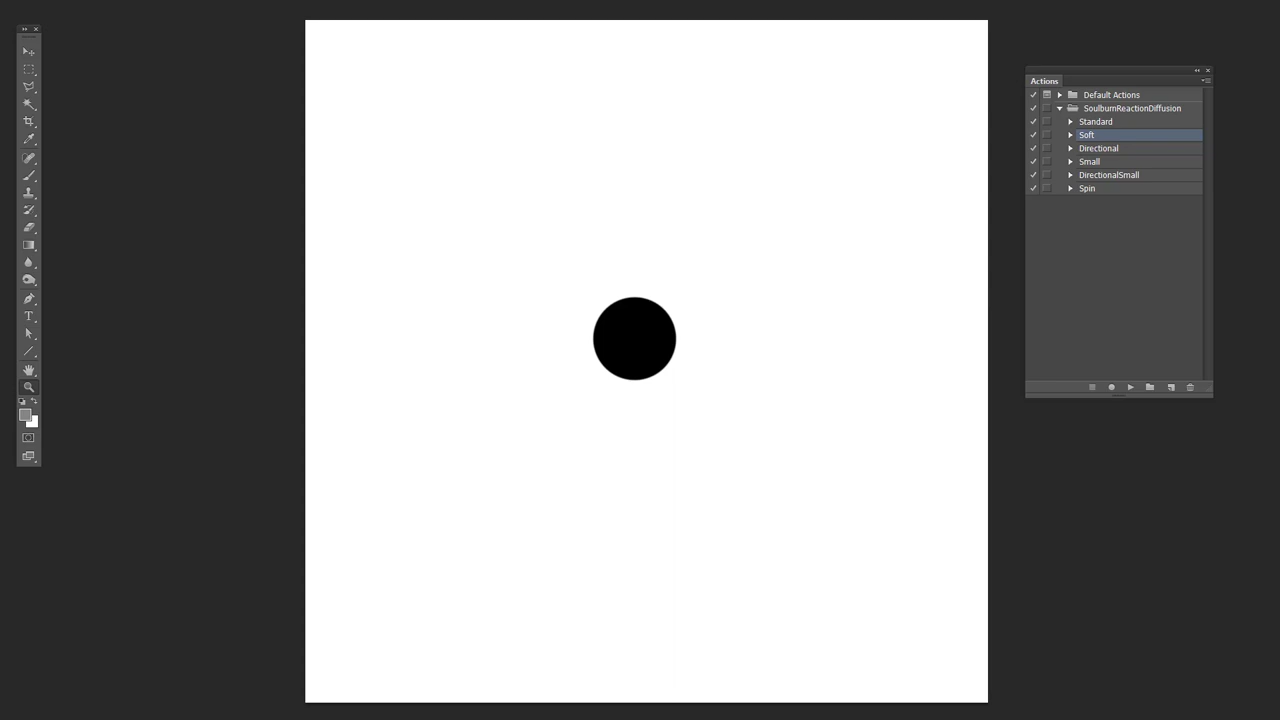 Actions
Default Actions
SoulburnReactionDiffusion
Standard
Soft
Directional
Small
DirectionalSmall
Spin